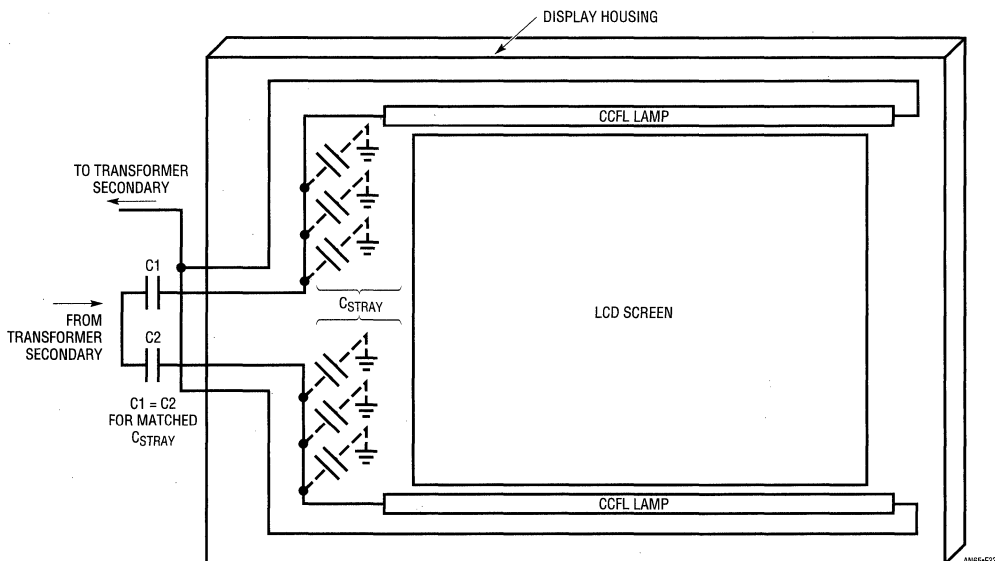 DISPLAY HOUSING
CCFL LAMP
TO TRANSFORMER
SECONDARY
C1
CSTRAY
LCD SCREEN
FROM
TRANSFORMER
SECONDARY
C2
C1 = C2
FOR MATCHED
CSTRAY
CCFL LAMP